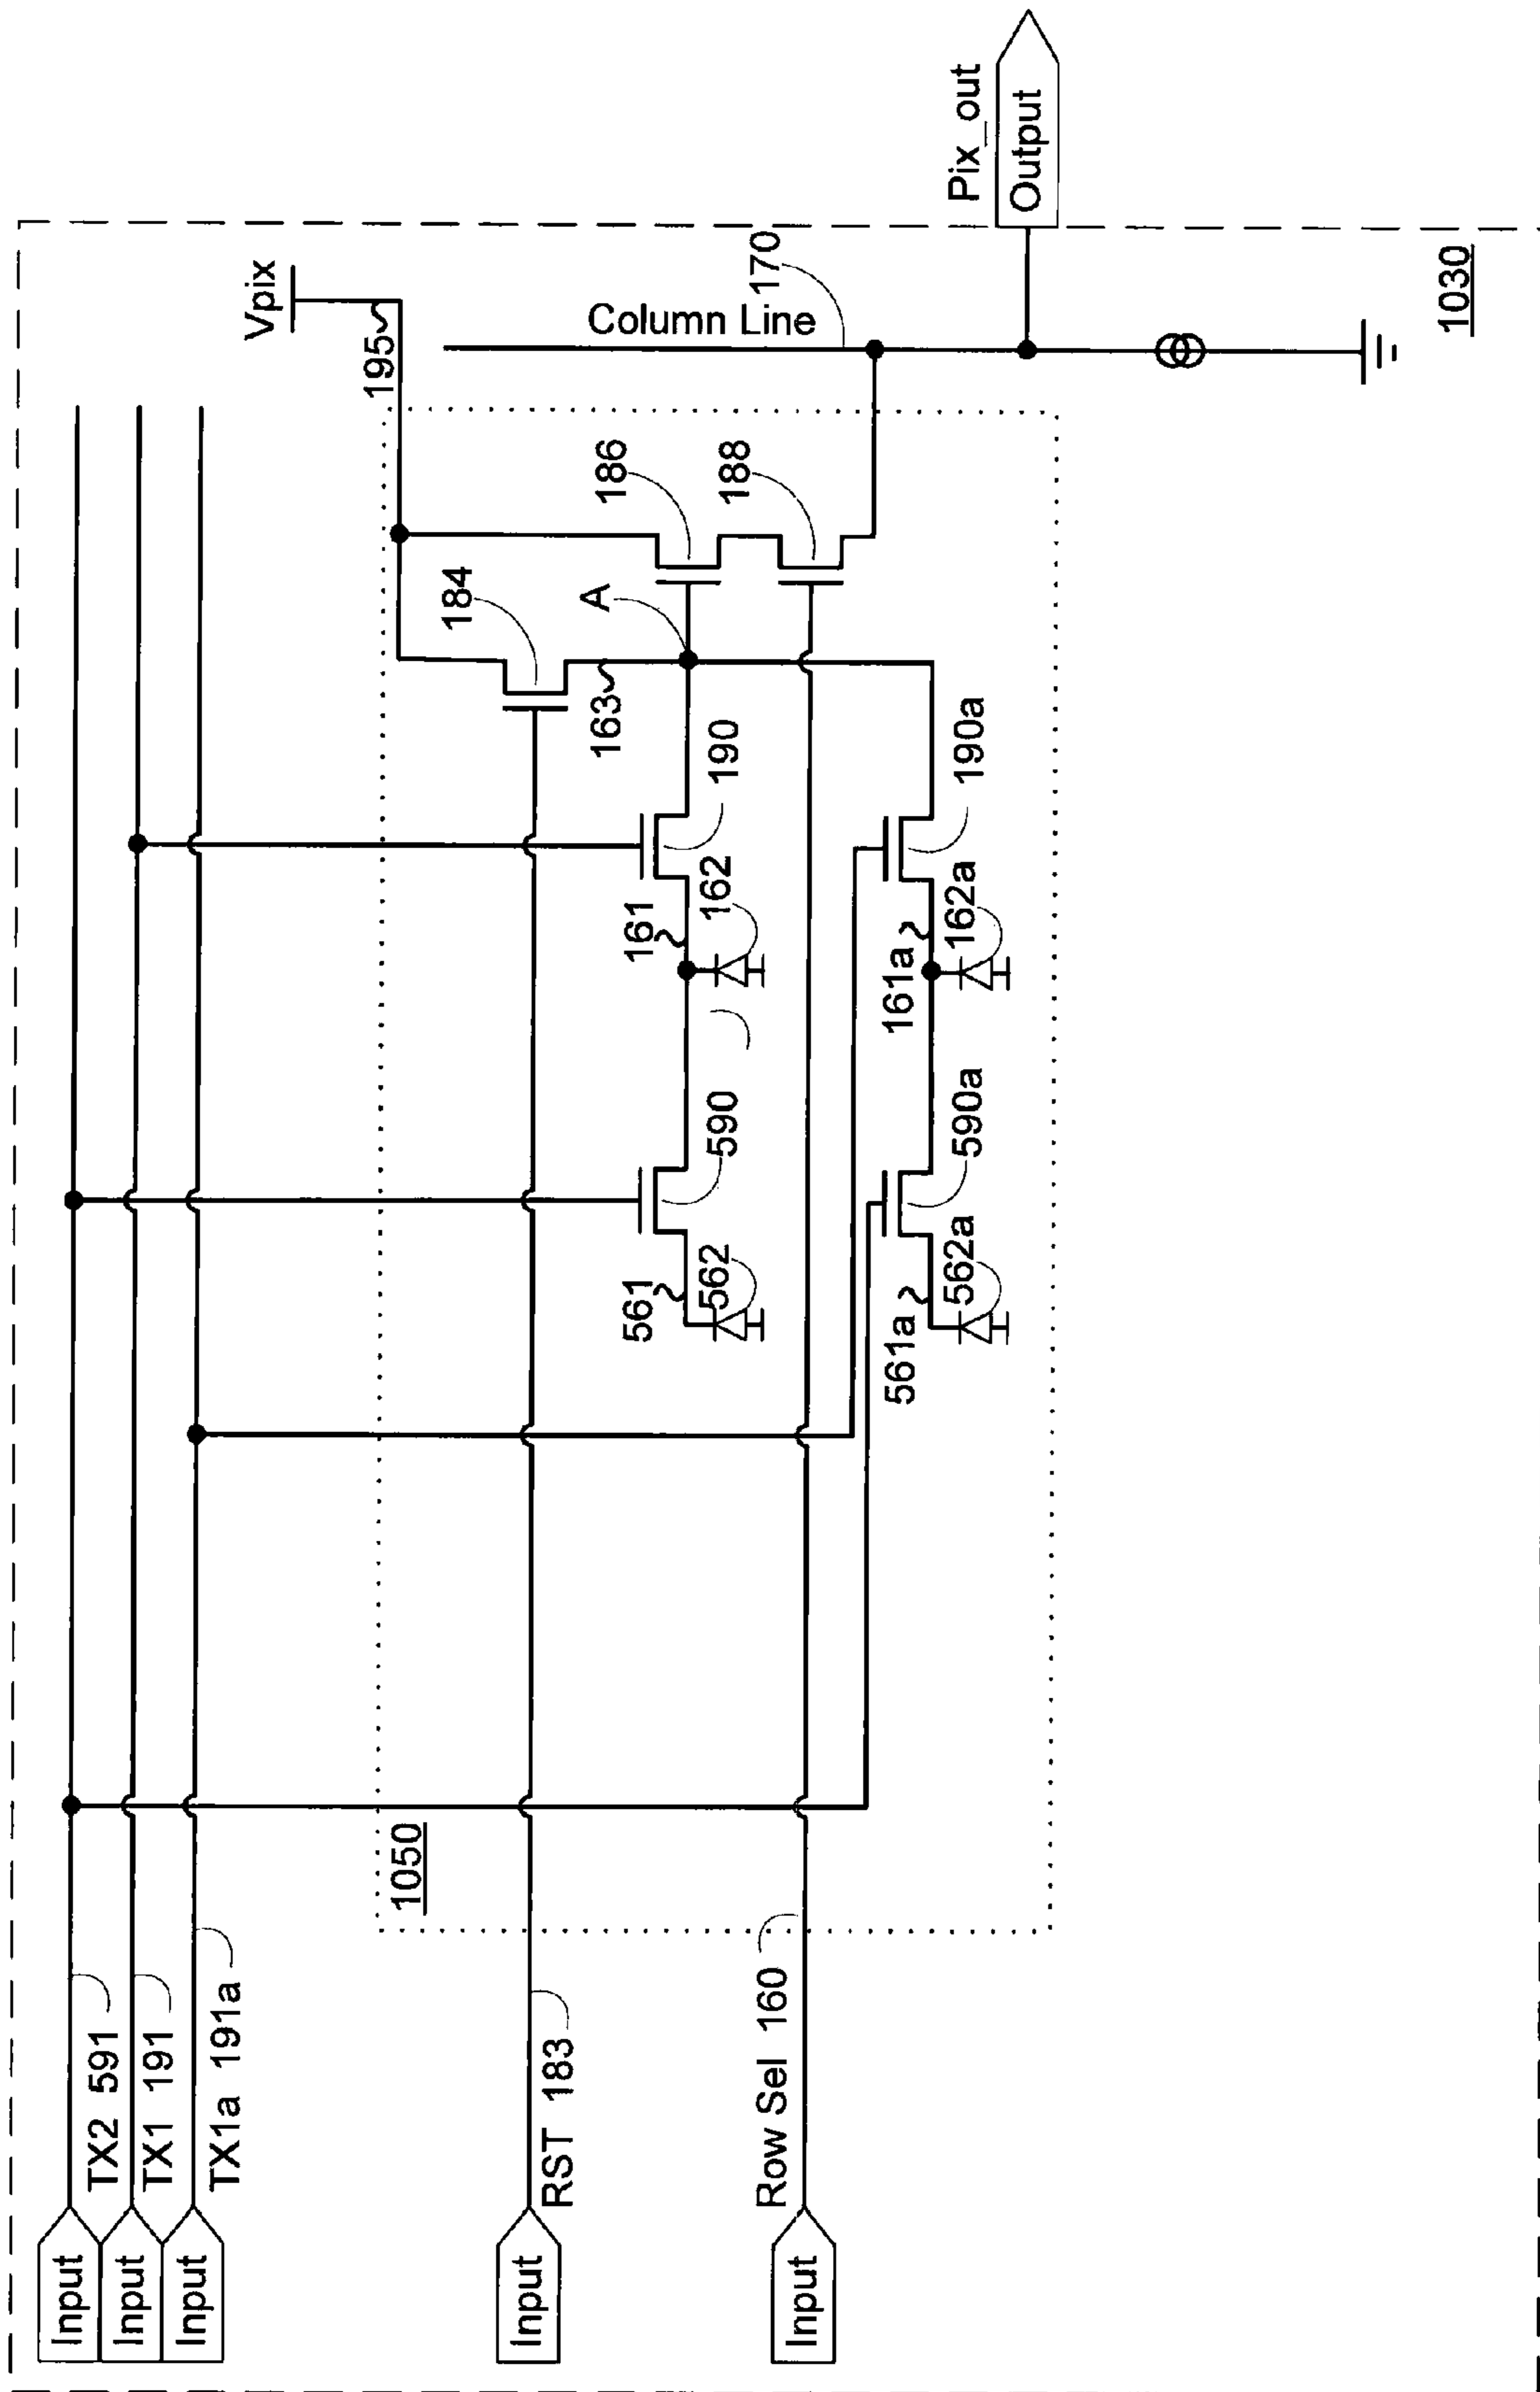 Input
TX2 591
Input
TX1 191
Input
TX1a 191a
Input
RST 183
Input
Row Sel 160
1050
561
562
590
161
162
190
163
184
A
186
188
195
Vpix
Column Line
170
Pix_out
Output
561a
562a
590a
161a
162a
190a
1030